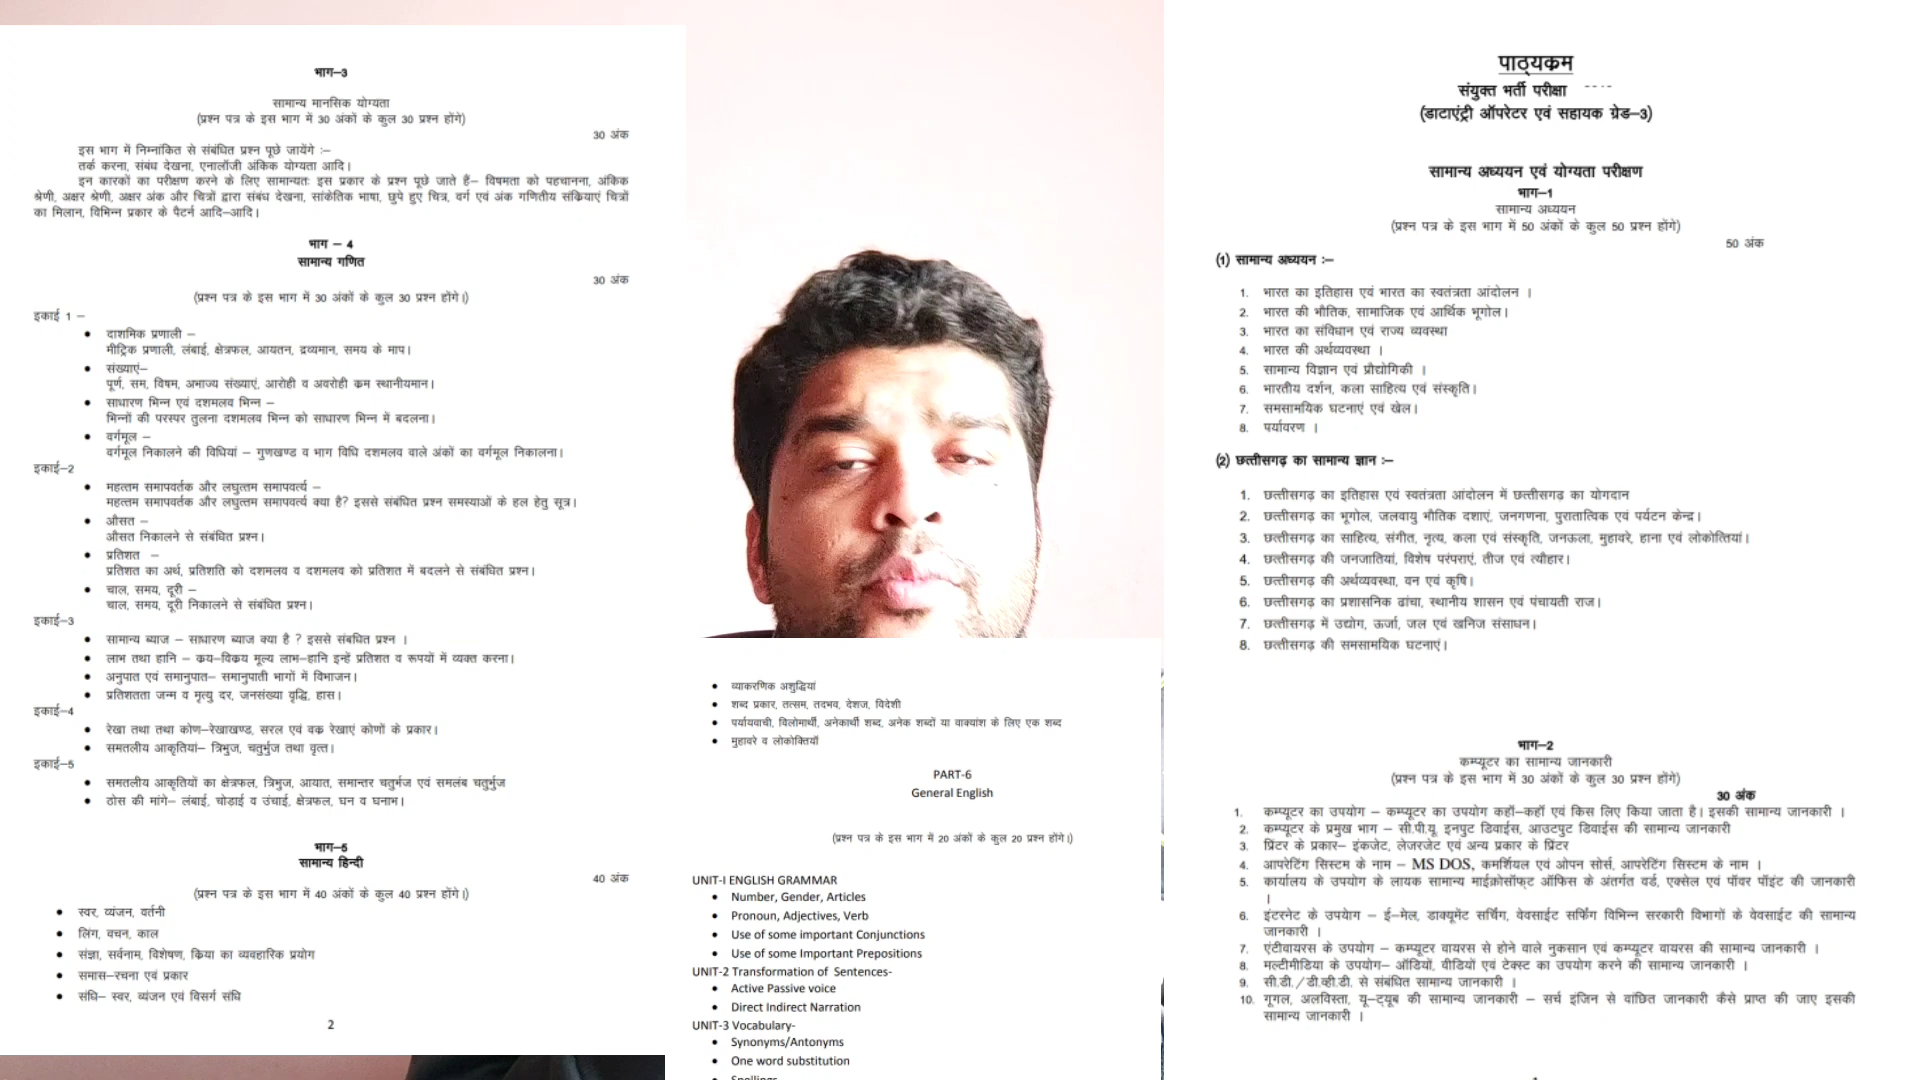 पाठ्यक्रम
संयुक्त भर्ती परीक्षा
(डाटाएंट्री ऑपरेटर एवं सहायक ग्रेड–3)
सामान्य अध्ययन एवं योग्यता परीक्षण
भाग–1
सामान्य अध्ययन
(प्रश्न पत्र के इस भाग में 50 अंकों के कुल 50 प्रश्न होंगे)
50 अंक
(1) सामान्य अध्ययन :–
1. भारत का इतिहास एवं भारत का स्वतंत्रता आंदोलन ।
2. भारत की भौतिक, सामाजिक एवं आर्थिक भूगोल।
3. भारत का संविधान एवं राज्य व्यवस्था
4. भारत की अर्थव्यवस्था ।
5. सामान्य विज्ञान एवं प्रौद्योगिकी ।
6. भारतीय दर्शन, कला साहित्य एवं संस्कृति।
7. समसामयिक घटनाएं एवं खेल।
8. पर्यावरण ।
(2) छत्तीसगढ़ का सामान्य ज्ञान :–
1. छत्तीसगढ़ का इतिहास एवं स्वतंत्रता आंदोलन में छत्तीसगढ का योगदान
2. छत्तीसगढ़ का भूगोल, जलवायु भौतिक दशाएं, जनगणना, पुरातात्विक एवं पर्यटन केन्द्र।
3. छत्तीसगढ़ का साहित्य, संगीत, नृत्य, कला एवं संस्कृति, जनऊला, मुहावरे, हाना एवं लोकोत्तियां।
4. छत्तीसगढ़ की जनजातियां, विशेष परंपराएं, तीज एवं त्यौहार।
5. छत्तीसगढ़ की अर्थव्यवस्था, वन एवं कृषि।
6. छत्तीसगढ़ का प्रशासनिक ढांचा, स्थानीय शासन एवं पंचायती राज।
7. छत्तीसगढ़ में उद्योग, ऊर्जा, जल एवं खनिज संसाधन।
8. छत्तीसगढ़ की समसामयिक घटनाएं।
भाग–2
कम्प्यूटर का सामान्य जानकारी
(प्रश्न पत्र के इस भाग में 30 अंकों के कुल 30 प्रश्न होंगे)
30 अंक
1. कम्प्यूटर का उपयोग – कम्प्यूटर का उपयोग कहाँ–कहाँ एवं किस लिए किया जाता है। इसकी सामान्य जानकारी ।
2. कम्प्यूटर के प्रमुख भाग – सी.पी.यू. इनपुट डिवाईस, आउटपुट डिवाईस की सामान्य जानकारी
3. प्रिंटर के प्रकार– इंकजेट, लेजरजेट एवं अन्य प्रकार के प्रिंटर
4. आपरेटिंग सिस्टम के नाम – MS DOS, कमर्शियल एवं ओपन सोर्स, आपरेटिंग सिस्टम के नाम ।
5. कार्यालय के उपयोग के लायक सामान्य माईक्रोसॉफ्ट ऑफिस के अंतर्गत वर्ड, एक्सेल एवं पॉवर पॉइंट की जानकारी
।
6. इंटरनेट के उपयेाग – ई–मेल, डाक्यूमेंट सर्चिग, वेवसाईट सर्फिंग विभिन्न सरकारी विभागों के वेवसाईट की सामान्य
जानकारी ।
7. एंटीवायरस के उपयोग – कम्प्यूटर वायरस से होने वाले नुकसान एवं कम्प्यूटर वायरस की सामान्य जानकारी ।
8. मल्टीमीडिया के उपयोग– ऑडियों, वीडियों एवं टेक्स्ट का उपयोग करने की सामान्य जानकारी ।
9. सी.डी./डी.व्ही.डी. से संबंधित सामान्य जानकारी ।
10. गूगल, अलविस्ता, यू–ट्यूब की सामान्य जानकारी – सर्च इंजिन से वांछित जानकारी कैसे प्राप्त की जाए इसकी
सामान्य जानकारी ।
भाग–3
सामान्य मानसिक योग्यता
(प्रश्न पत्र के इस भाग में 30 अंकों के कुल 30 प्रश्न होंगे)
30 अंक
इस भाग में निम्नांकित से संबंधित प्रश्न पूछे जायेंगे :–
तर्क करना, संबंध देखना, एनालॉजी अंकिक योग्यता आदि।
इन कारकों का परीक्षण करने के लिए सामान्यतः इस प्रकार के प्रश्न पूछे जाते हैं– विषमता को पहचानना, अंकिक
श्रेणी, अक्षर श्रेणी, अक्षर अंक और चित्रों द्वारा संबंध देखना, सांकेतिक भाषा, छुपे हुए चित्र, वर्ग एवं अंक गणितीय संक्रियाएं चित्रों
का मिलान, विभिन्न प्रकार के पैटर्न आदि–आदि।
भाग – 4
सामान्य गणित
30 अंक
(प्रश्न पत्र के इस भाग में 30 अंकों के कुल 30 प्रश्न होंगे।)
इकाई 1 –
• दाशमिक प्रणाली –
मीट्रिक प्रणाली, लंबाई, क्षेत्रफल, आयतन, द्रव्यमान, समय के माप।
• संख्याएं–
पूर्ण, सम, विषम, अभाज्य संख्याएं, आरोही व अवरोही क्रम स्थानीयमान।
• साधारण भिन्न एवं दशमलव भिन्न –
भिन्नों की परस्पर तुलना दशमलव भिन्न को साधारण भिन्न में बदलना।
• वर्गमूल –
वर्गमूल निकालने की विधियां – गुणखण्ड व भाग विधि दशमलव वाले अंकों का वर्गमूल निकालना।
इकाई–2
• महत्तम समापवर्तक और लघुत्तम समापवर्त्य –
महत्तम समापवर्तक और लघुत्तम समापवर्त्य क्या है? इससे संबंधित प्रश्न समस्याओं के हल हेतु सूत्र।
• औसत –
औसत निकालने से संबंधित प्रश्न।
• प्रतिशत –
प्रतिशत का अर्थ, प्रतिशति को दशमलव व दशमलव को प्रतिशत में बदलने से संबंधित प्रश्न।
• चाल, समय, दूरी –
चाल, समय, दूरी निकालने से संबंधित प्रश्न।
इकाई–3
• सामान्य ब्याज – साधारण ब्याज क्या है ? इससे संबंधित प्रश्न ।
• लाभ तथा हानि – क्रय–विक्रय मूल्य लाभ–हानि इन्हें प्रतिशत व रूपयों में व्यक्त करना।
• अनुपात एवं समानुपात– समानुपाती भागों में विभाजन।
• प्रतिशतता जन्म व मृत्यु दर, जनसंख्या वृद्धि, हास।
इकाई–4
• रेखा तथा तथा कोण–रेखाखण्ड, सरल एवं वक्र रेखाएं कोणों के प्रकार।
• समतलीय आकृतियां– त्रिभुज, चतुर्भुज तथा वृत्त।
इकाई–5
• समतलीय आकृतियों का क्षेत्रफल, त्रिभुज, आयात, समान्तर चतुर्भज एवं समलंब चतुर्भुज
• ठोस की मांगे– लंबाई, चोडाई व उंचाई, क्षेत्रफल, घन व घनाभ।
भाग–5
सामान्य हिन्दी
40 अंक
(प्रश्न पत्र के इस भाग में 40 अंकों के कुल 40 प्रश्न होंगे।)
• स्वर, व्यंजन, वर्तनी
• लिंग, वचन, काल
• संज्ञा, सर्वनाम, विशेषण, क्रिया का व्यवहारिक प्रयोग
• समास–रचना एवं प्रकार
• संधि– स्वर, व्यंजन एवं विसर्ग संधि
2
• व्याकरणिक अशुद्धियां
• शब्द प्रकार, तत्सम, तदभव, देशज, विदेशी
• पर्यायवाची, विलोमार्थी, अनेकार्थी शब्द, अनेक शब्दों या वाक्यांश के लिए एक शब्द
• मुहावरे व लोकोक्तियाँ
PART-6
General English
(प्रश्न पत्र के इस भाग में 20 अंकों के कुल 20 प्रश्न होंगे।)
UNIT-I ENGLISH GRAMMAR
• Number, Gender, Articles
• Pronoun, Adjectives, Verb
• Use of some important Conjunctions
• Use of some Important Prepositions
UNIT-2 Transformation of Sentences-
• Active Passive voice
• Direct Indirect Narration
UNIT-3 Vocabulary-
• Synonyms/Antonyms
• One word substitution
• Spellings